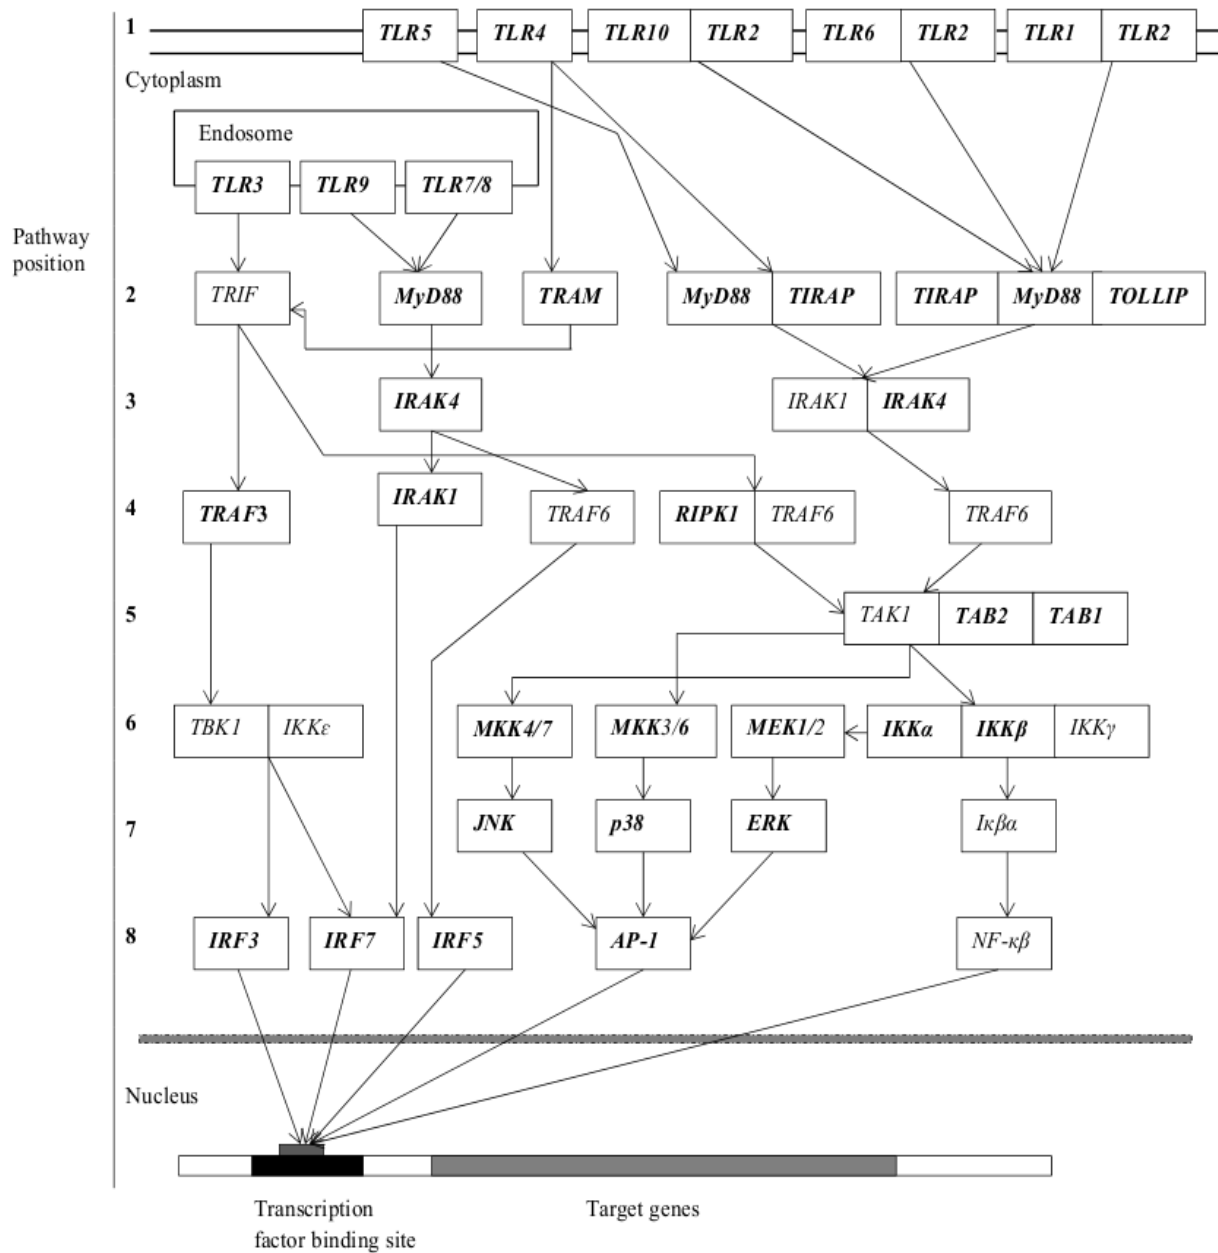 1 TLR5 TLR4 TLR10 TLR2 TLR6 TLR2 TLR1 TLR2
Cytoplasm
Endosome
TLR3 TLR9 TLR7/8
Pathway
position
2 TRIF MyD88 TRAM MyD88 TIRAP TIRAP MyD88 TOLLIP
3 IRAK4 IRAK1 IRAK4
4 TRAF3 IRAK1 TRAF6 RIPK1 TRAF6 TRAF6
5 TAK1 TAB2 TAB1
6 TBK1 IKKε MKK4/7 MKK3/6 MEK1/2 IKKα IKKβ IKKγ
7 JNK p38 ERK Iκβα
8 IRF3 IRF7 IRF5 AP-1 NF-κβ
Nucleus
Transcription
factor binding site
Target genes